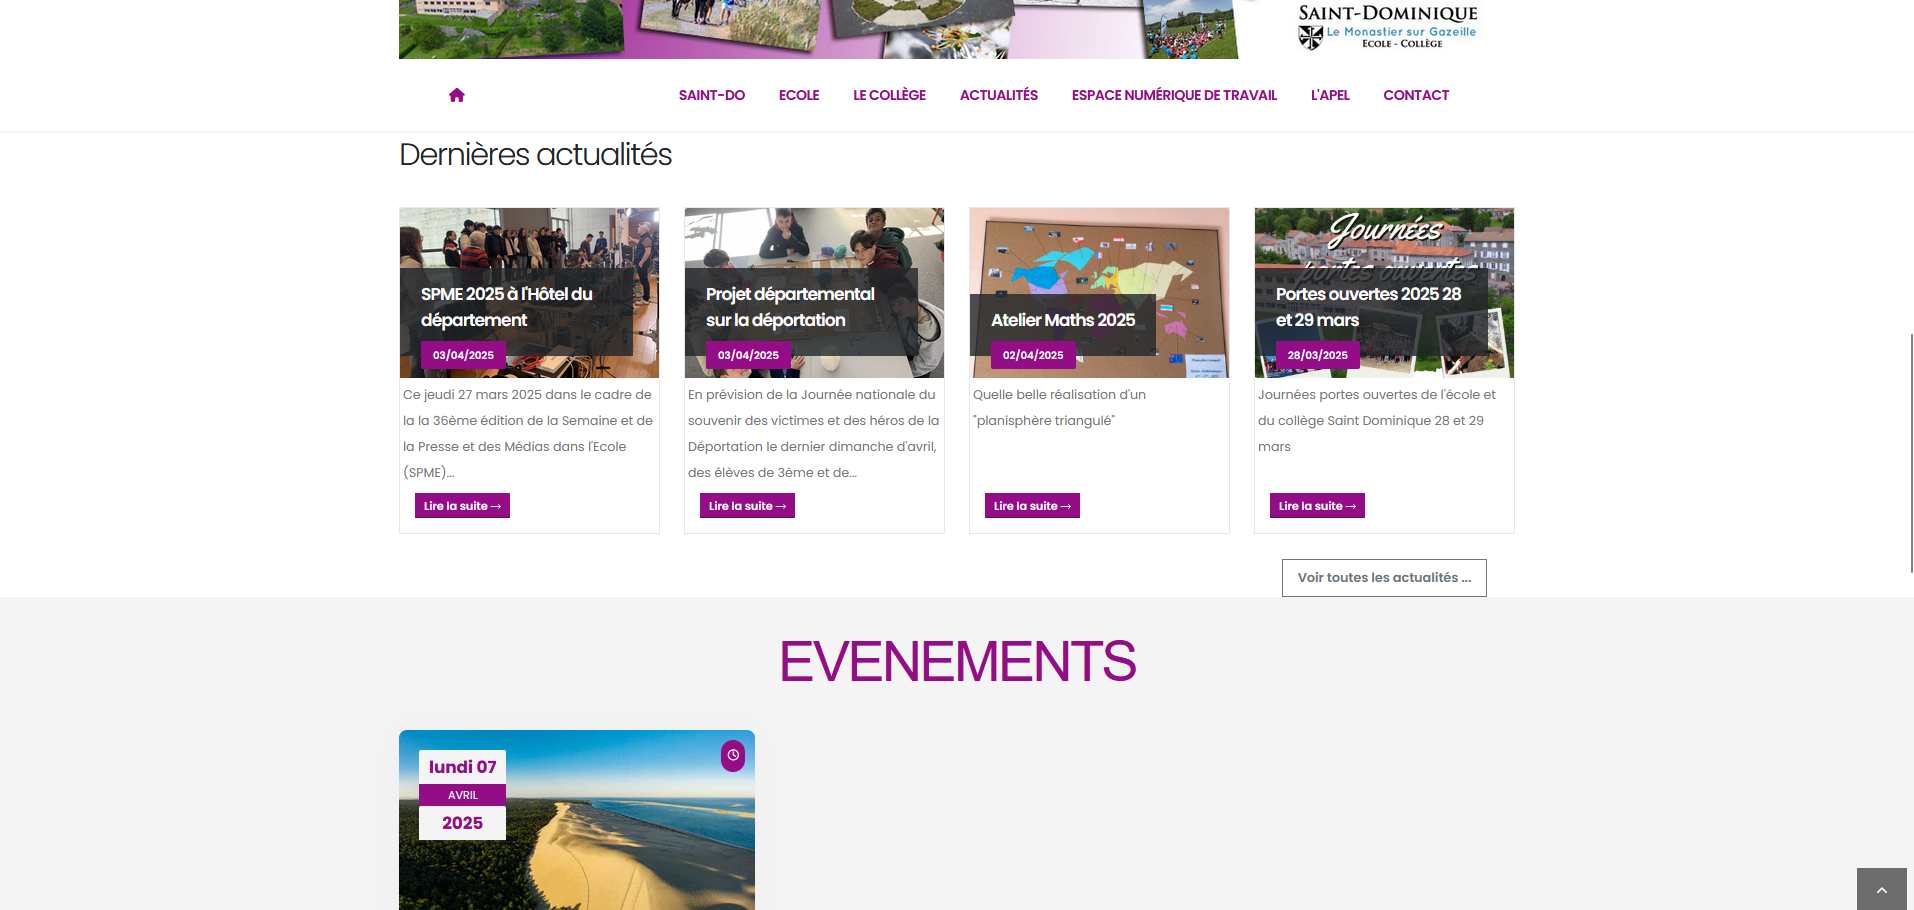 SAINT-DOMINIQUE
Le Monastier sur Gazeille
ECOLE - COLLÈGE
SAINT-DO
ECOLE
LE COLLÈGE
ACTUALITÉS
ESPACE NUMÉRIQUE DE TRAVAIL
L'APEL
CONTACT
Dernières actualités
SPME 2025 à l'Hôtel du
département
03/04/2025
Ce jeudi 27 mars 2025 dans le cadre de
la la 36ème édition de la Semaine et de
la Presse et des Médias dans l'Ecole
(SPME)...
Lire la suite →
Projet départemental
sur la déportation
03/04/2025
En prévision de la Journée nationale du
souvenir des victimes et des héros de la
Déportation le dernier dimanche d'avril,
des élèves de 3ème et de...
Lire la suite →
Atelier Maths 2025
02/04/2025
Quelle belle réalisation d'un
"planisphère triangulé"
Lire la suite →
Journées
portes ouvertes
Portes ouvertes 2025 28
et 29 mars
28/03/2025
Journées portes ouvertes de l'école et
du collège Saint Dominique 28 et 29
mars
Lire la suite →
Voir toutes les actualités ...
EVENEMENTS
lundi 07
AVRIL
2025